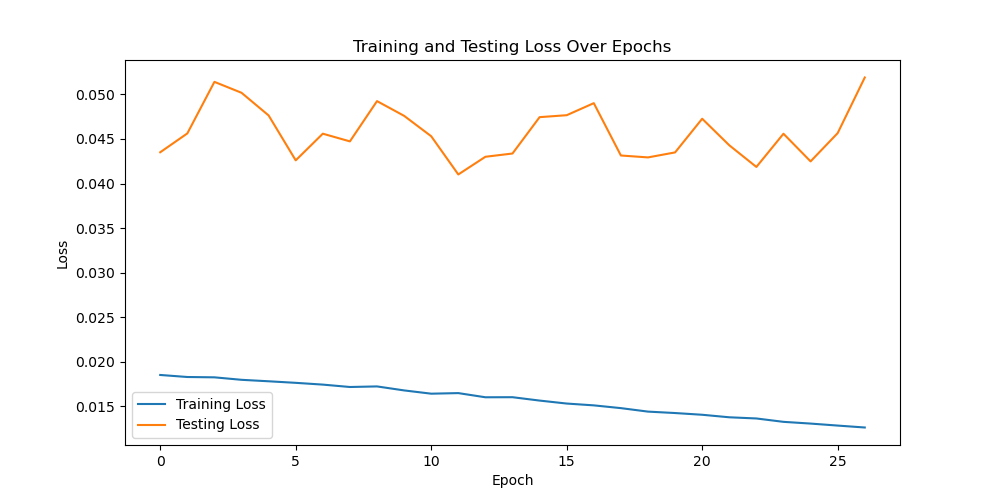 Training and Testing Loss Over Epochs
0.050
0.045
0.040
0.035
0.030
0.025
0.020
0.015
Loss
Training Loss
Testing Loss
0 5 10 15 20 25
Epoch